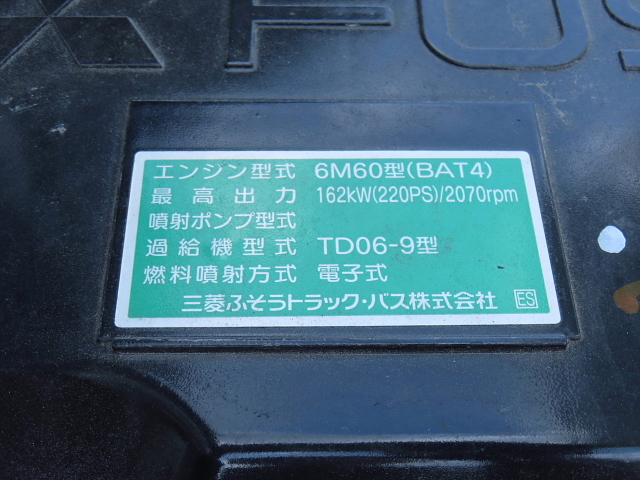 FUS
エンジン型式 6M60型(BAT4)
最高出力 162kW(220PS)/2070rpm
噴射ポンプ型式
過給機型式 TD06-9型
燃料噴射方式 電子式
三菱ふそうトラック・バス株式会社 ES